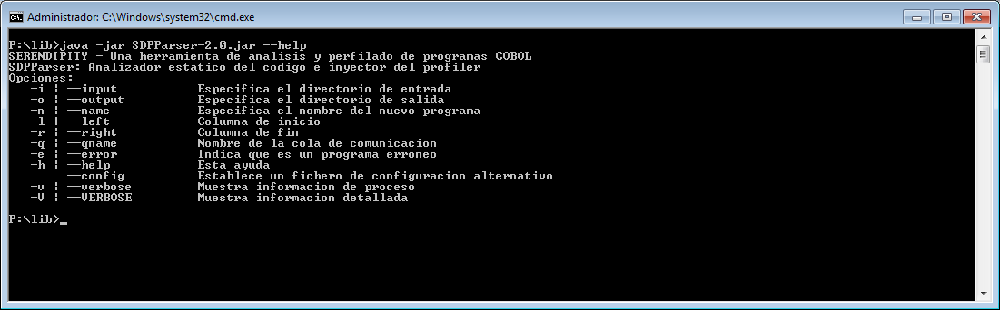 Administrador: C:\Windows\system32\cmd.exe
P:\lib>java -jar SDPParser-2.0.jar --help
SERENDIPITY - Una herramienta de analisis y perfilado de programas COBOL
SDPParser: Analizador estatico del codigo e inyector del profiler
Opciones:
   -i ¦ --input           Especifica el directorio de entrada
   -o ¦ --output          Especifica el directorio de salida
   -n ¦ --name            Especifica el nombre del nuevo programa
   -l ¦ --left            Columna de inicio
   -r ¦ --right           Columna de fin
   -q ¦ --qname           Nombre de la cola de comunicacion
   -e ¦ --error           Indica que es un programa erroneo
   -h ¦ --help            Esta ayuda
        --config          Establece un fichero de configuracion alternativo
   -v ¦ --verbose         Muestra informacion de proceso
   -V ¦ --VERBOSE         Muestra informacion detallada
P:\lib>_